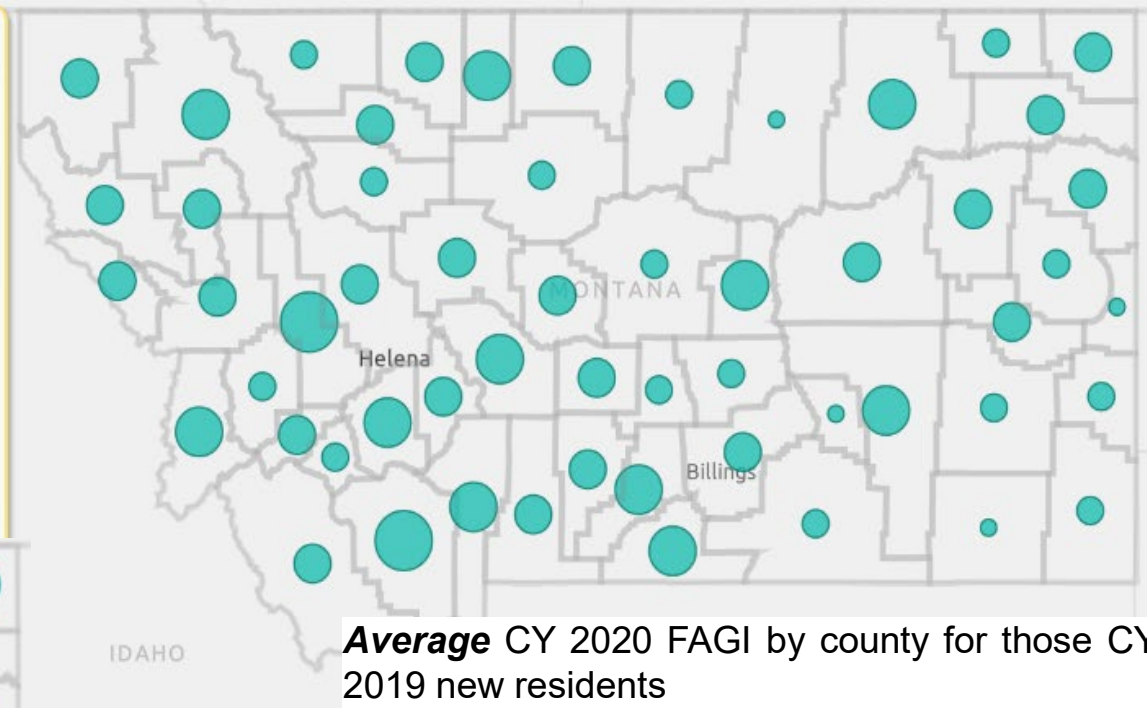 MONTANA
Helena
Billings
IDAHO
Average CY 2020 FAGI by county for those CY
2019 new residents